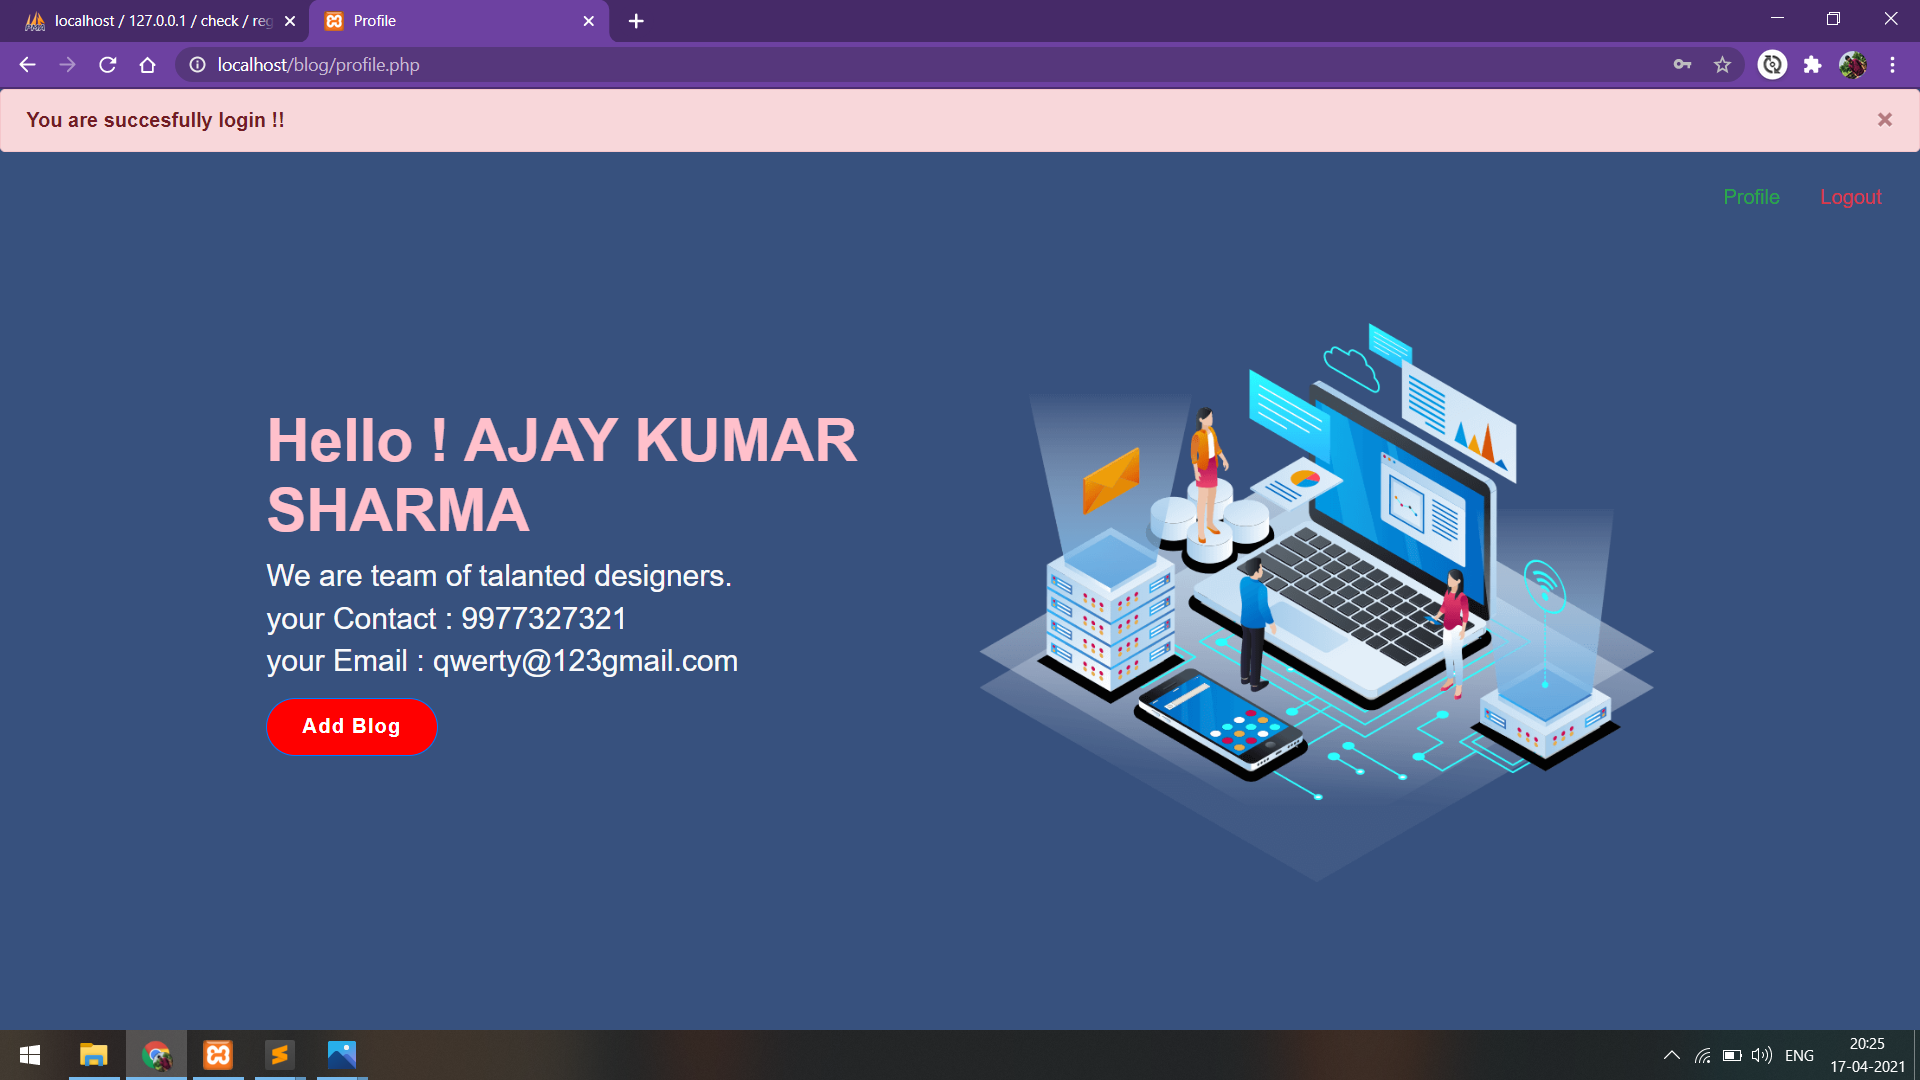 localhost / 127.0.0.1 / check / reg
Profile
localhost/blog/profile.php
You are succesfully login !!
Profile
Logout
Hello ! AJAY KUMAR
SHARMA
We are team of talanted designers.
your Contact : 9977327321
your Email : qwerty@123gmail.com
Add Blog
ENG
20:25
17-04-2021